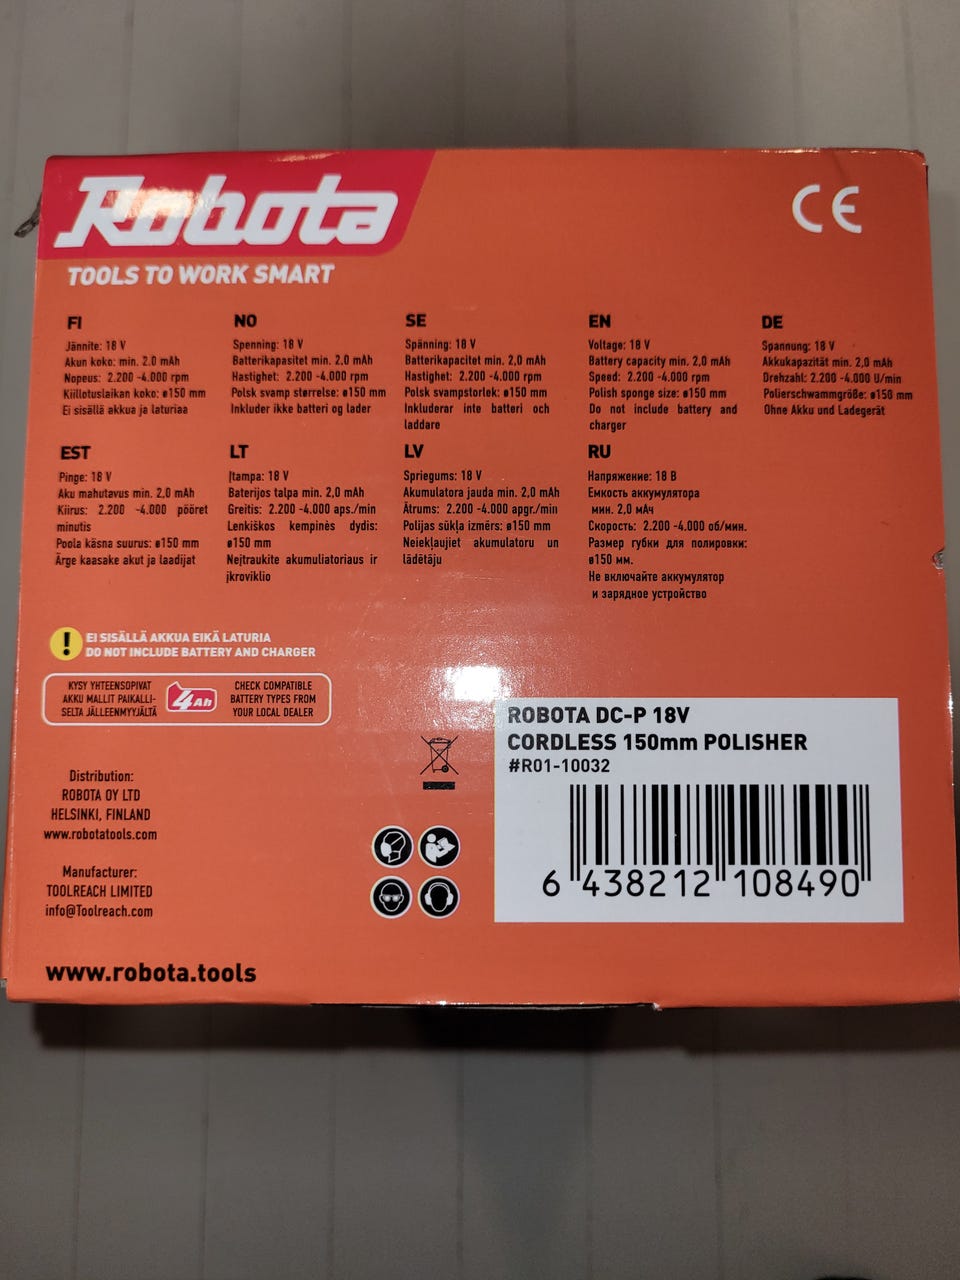 Robota
TOOLS TO WORK SMART
CE
FI
Jännite: 18 V
Akun koko: min. 2.0 mAh
Nopeus: 2.200 -4.000 rpm
Kiillotuslaikan koko: ø150 mm
Ei sisällä akkua ja laturiaa
NO
Spenning: 18 V
Batterikapasitet min. 2,0 mAh
Hastighet: 2.200 -4.000 rpm
Polsk svamp størrelse: ø150 mm
Inkluder ikke batteri og lader
SE
Spänning: 18 V
Batterikapacitet min. 2,0 mAh
Hastighet: 2.200 -4.000 rpm
Polsk svampstorlek: ø150 mm
Inkluderar inte batteri och
laddare
EN
Voltage: 18 V
Battery capacity min. 2,0 mAh
Speed: 2.200 -4.000 rpm
Polish sponge size: ø150 mm
Do not include battery and
charger
DE
Spannung: 18 V
Akkukapazität min. 2,0 mAh
Drehzahl: 2.200 -4.000 U/min
Polierschwammgröße: ø150 mm
Ohne Akku und Ladegerät
EST
Pinge: 18 V
Aku mahutavus min. 2,0 mAh
Kiirus: 2.200 -4.000 pööret
minutis
Poola käsna suurus: ø150 mm
Ärge kaasake akut ja laadijat
LT
Įtampa: 18 V
Baterijos talpa min. 2,0 mAh
Greitis: 2.200 -4.000 aps./min
Lenkiškos kempinės dydis:
ø150 mm
Neįtraukite akumuliatoriaus ir
įkroviklio
LV
Spriegums: 18 V
Akumulatora jauda min. 2,0 mAh
Ātrums: 2.200 -4.000 apgr./min
Polijas sūkļa izmērs: ø150 mm
Neiekļaujiet akumulatoru un
lādētāju
RU
Напряжение: 18 В
Емкость аккумулятора
мин. 2,0 мАч
Скорость: 2.200 -4.000 об/мин.
Размер губки для полировки:
ø150 мм.
Не включайте аккумулятор
и зарядное устройство
! EI SISÄLLÄ AKKUA EIKÄ LATURIA
DO NOT INCLUDE BATTERY AND CHARGER
KYSY YHTEENSOPIVAT
AKKU MALLIT PAIKALLI-
SELTA JÄLLEENMYYJÄLTÄ
4Ah
CHECK COMPATIBLE
BATTERY TYPES FROM
YOUR LOCAL DEALER
Distribution:
ROBOTA OY LTD
HELSINKI, FINLAND
www.robotatools.com
Manufacturer:
TOOLREACH LIMITED
info@Toolreach.com
www.robota.tools
ROBOTA DC-P 18V
CORDLESS 150mm POLISHER
#R01-10032
6 438212 108490